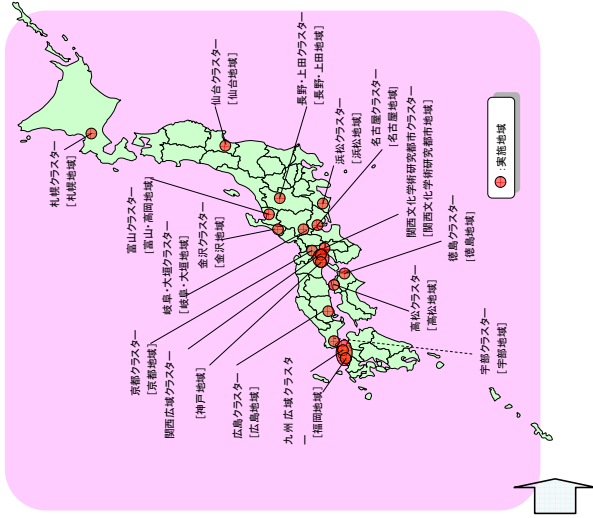 札幌クラスター
[札幌地域]
仙台クラスター
[仙台地域]
長野・上田クラスター
[長野・上田地域]
浜松クラスター
[浜松地域]
名古屋クラスター
[名古屋地域]
関西文化学術研究都市クラスター
[関西文化学術研究都市地域]
徳島クラスター
[徳島地域]
高松クラスター
[高松地域]
宇部クラスター
[宇部地域]
富山クラスター
[富山・高岡地域]
金沢クラスター
[金沢地域]
岐阜・大垣クラスター
[岐阜・大垣地域]
京都クラスター
[京都地域]
関西広域クラスター
[神戸地域]
広島クラスター
[広島地域]
九州広域クラスタ
ー
[福岡地域]
：実施地域